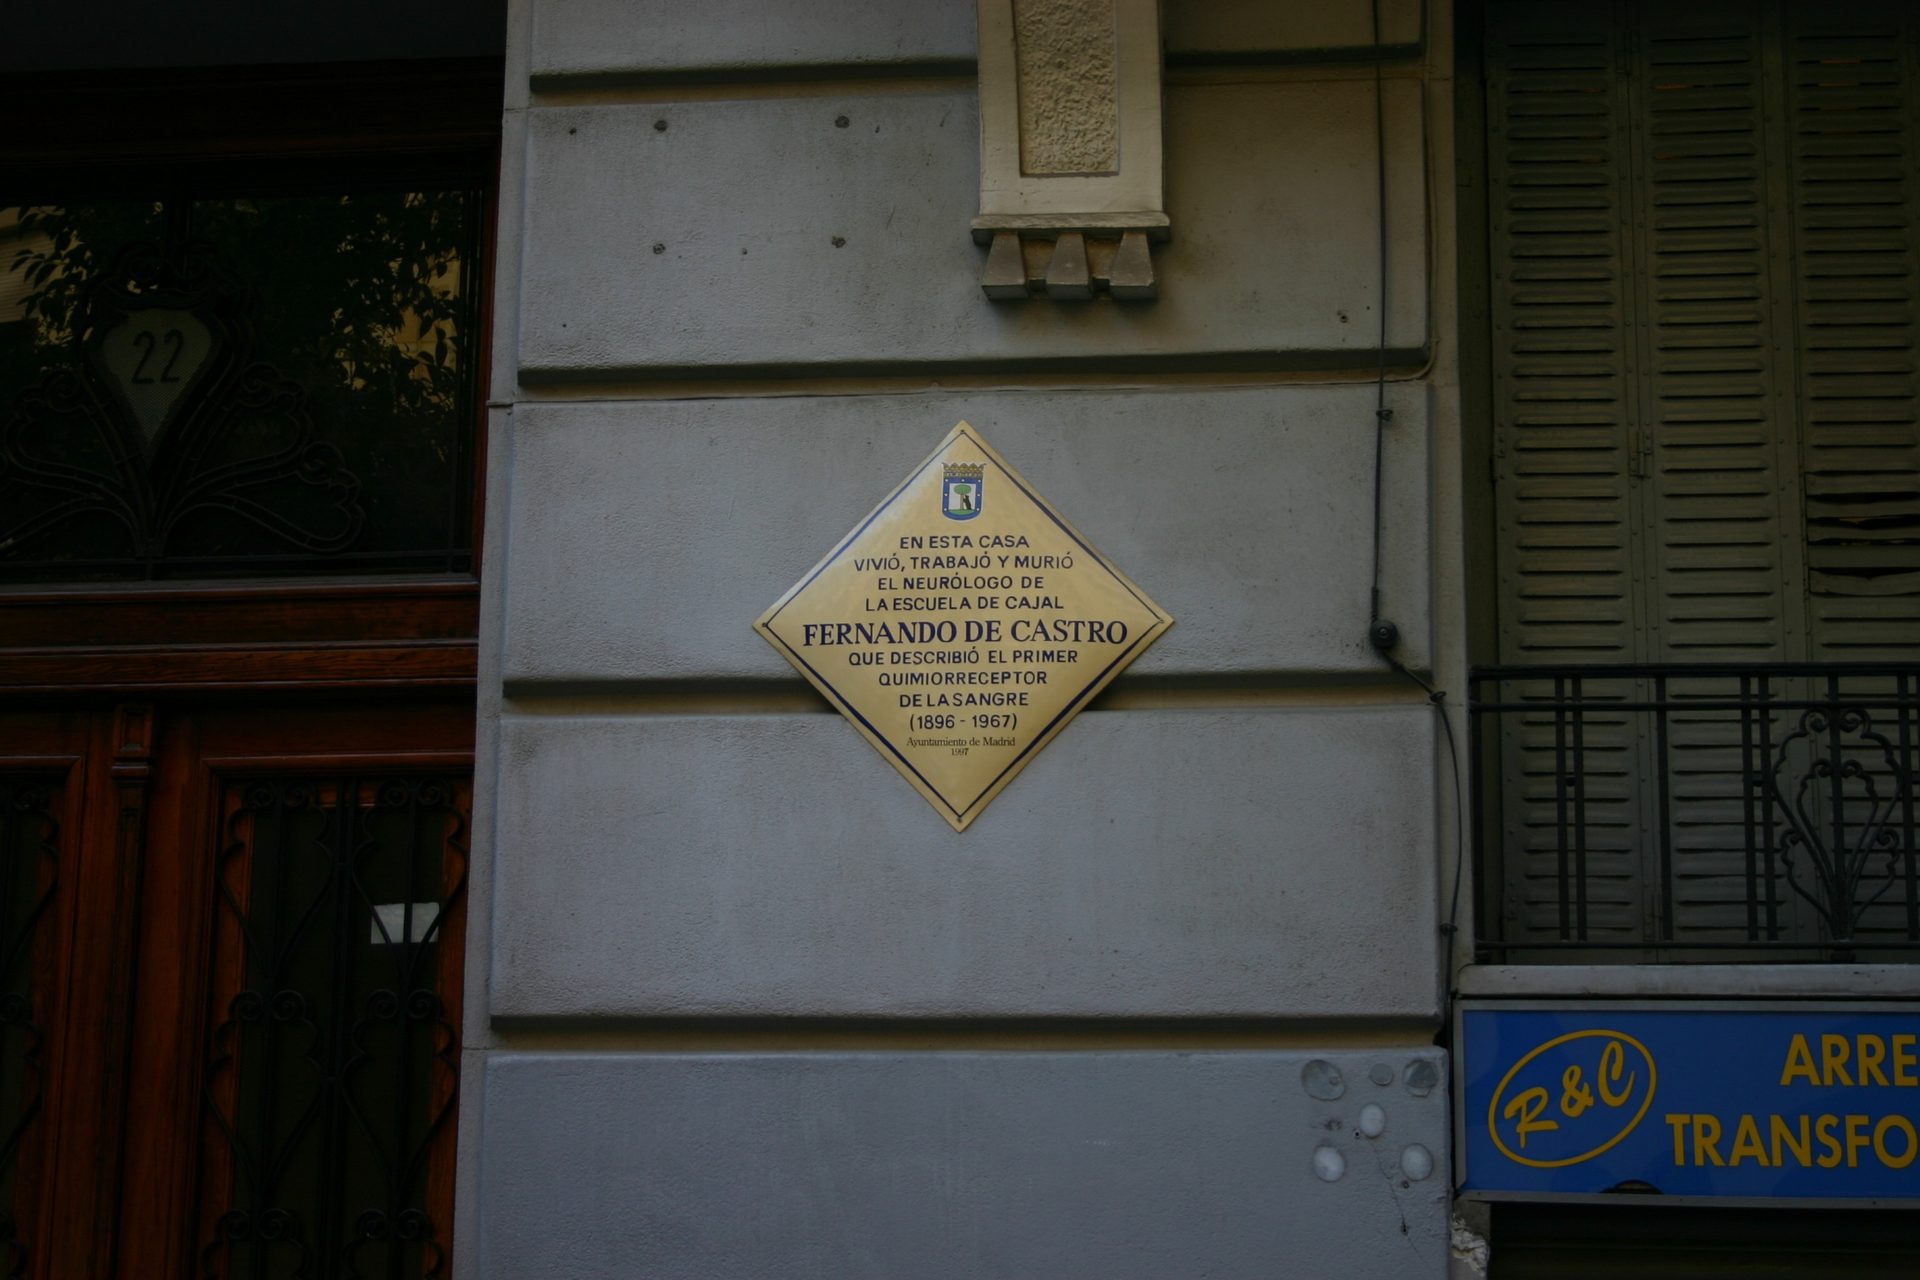 22
EN ESTA CASA
VIVIÓ, TRABAJÓ Y MURIÓ
EL NEURÓLOGO DE
LA ESCUELA DE CAJAL
FERNANDO DE CASTRO
QUE DESCRIBIÓ EL PRIMER
QUIMIORRECEPTOR
DE LA SANGRE
(1896 - 1967)
Ayuntamiento de Madrid
1997
R & C
ARRE
TRANSFO